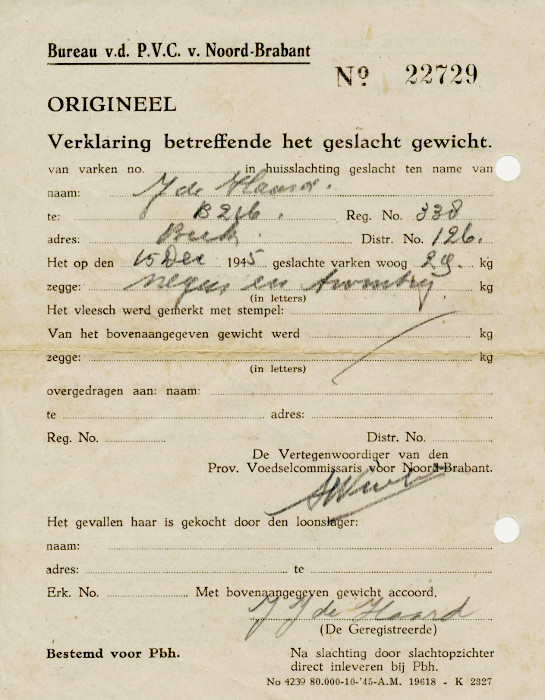 Bureau v.d. P.V.C. v. Noord-Brabant
No 22729
ORIGINEEL
Verklaring betreffende het geslacht gewicht.
van varken no. in huisslachting geslacht ten name van
naam: J de
te: B 216. Reg. No. 338
adres: Beek. Distr. No. 126.
Het op den 15 Dec 1945 geslachte varken woog 29 kg
zegge: negen en twintig kg
(in letters)
Het vleesch werd gemerkt met stempel:
Van het bovenaangegeven gewicht werd kg
zegge: kg
(in letters)
overgedragen aan: naam:
te adres:
Reg. No. Distr. No.
De Vertegenwoordiger van den
Prov. Voedselcommissaris voor Noord-Brabant.
Het gevallen haar is gekocht door den loonslager:
naam:
adres: te
Erk. No. Met bovenaangegeven gewicht accoord.
J J de Haard
(De Geregistreerde)
Bestemd voor Pbh. Na slachting door slachtopzichter
direct inleveren bij Pbh.
No 4239 80.000-10-'45-A.M. 19618 - K 2327